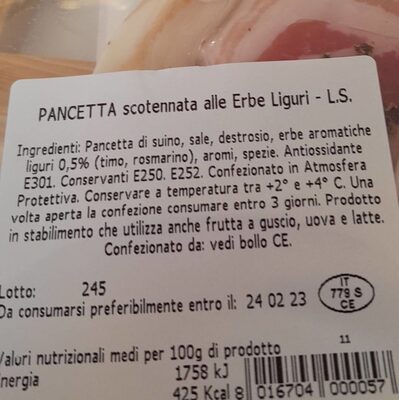 PANCETTA scotennata alle Erbe Liguri - L.S.
Ingredienti: Pancetta di suino, sale, destrosio, erbe aromatiche
liguri 0,5% (timo, rosmarino), aromi, spezie. Antiossidante
E301. Conservanti E250. E252. Confezionato in Atmosfera
Protettiva. Conservare a temperatura tra +2° e +4° C. Una
volta aperta la confezione consumare entro 3 giorni. Prodotto
in stabilimento che utilizza anche frutta a guscio, uova e latte.
Confezionato da: vedi bollo CE.
Lotto: 245
Da consumarsi preferibilmente entro il: 24 02 23
IT
779 S
CE
11
Valori nutrizionali medi per 100g di prodotto
nergia 1758 kJ
425 Kcal
8 016704 000057